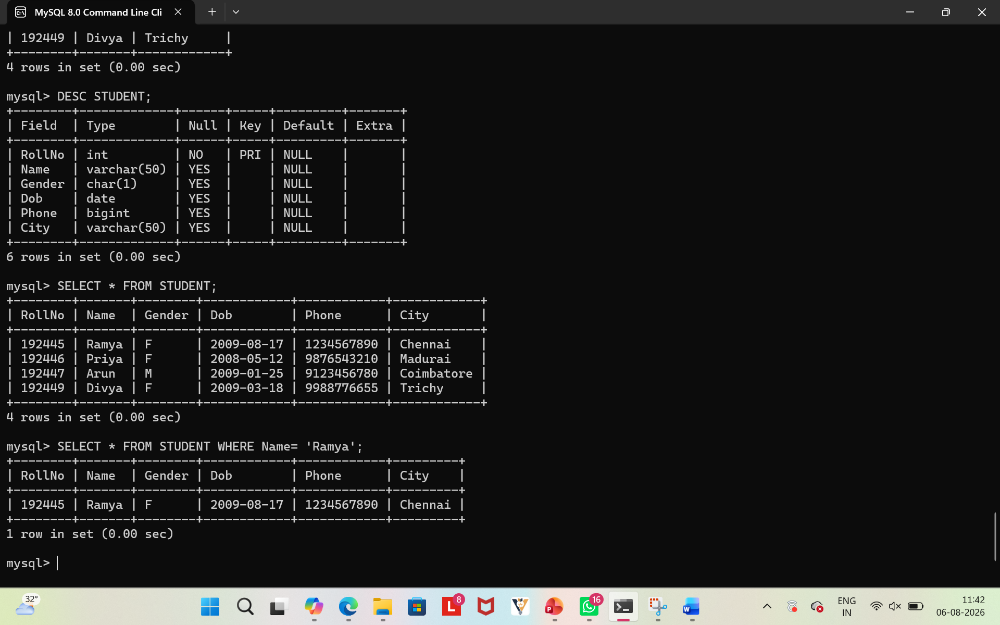 MySQL 8.0 Command Line Cli
| 192449 | Divya | Trichy     |
+--------+-------+------------+
4 rows in set (0.00 sec)
mysql> DESC STUDENT;
+--------+-------------+------+-----+---------+-------+
| Field  | Type        | Null | Key | Default | Extra |
+--------+-------------+------+-----+---------+-------+
| RollNo | int         | NO   | PRI | NULL    |       |
| Name   | varchar(50) | YES  |     | NULL    |       |
| Gender | char(1)     | YES  |     | NULL    |       |
| Dob    | date        | YES  |     | NULL    |       |
| Phone  | bigint      | YES  |     | NULL    |       |
| City   | varchar(50) | YES  |     | NULL    |       |
+--------+-------------+------+-----+---------+-------+
6 rows in set (0.00 sec)
mysql> SELECT * FROM STUDENT;
+--------+-------+--------+------------+------------+------------+
| RollNo | Name  | Gender | Dob        | Phone      | City       |
+--------+-------+--------+------------+------------+------------+
| 192445 | Ramya | F      | 2009-08-17 | 1234567890 | Chennai    |
| 192446 | Priya | F      | 2008-05-12 | 9876543210 | Madurai    |
| 192447 | Arun  | M      | 2009-01-25 | 9123456780 | Coimbatore |
| 192449 | Divya | F      | 2009-03-18 | 9988776655 | Trichy     |
+--------+-------+--------+------------+------------+------------+
4 rows in set (0.00 sec)
mysql> SELECT * FROM STUDENT WHERE Name= 'Ramya';
+--------+-------+--------+------------+------------+---------+
| RollNo | Name  | Gender | Dob        | Phone      | City    |
+--------+-------+--------+------------+------------+---------+
| 192445 | Ramya | F      | 2009-08-17 | 1234567890 | Chennai |
+--------+-------+--------+------------+------------+---------+
1 row in set (0.00 sec)
mysql>
32°
L 8
P
16
W
ENG
IN
11:42
06-08-2026